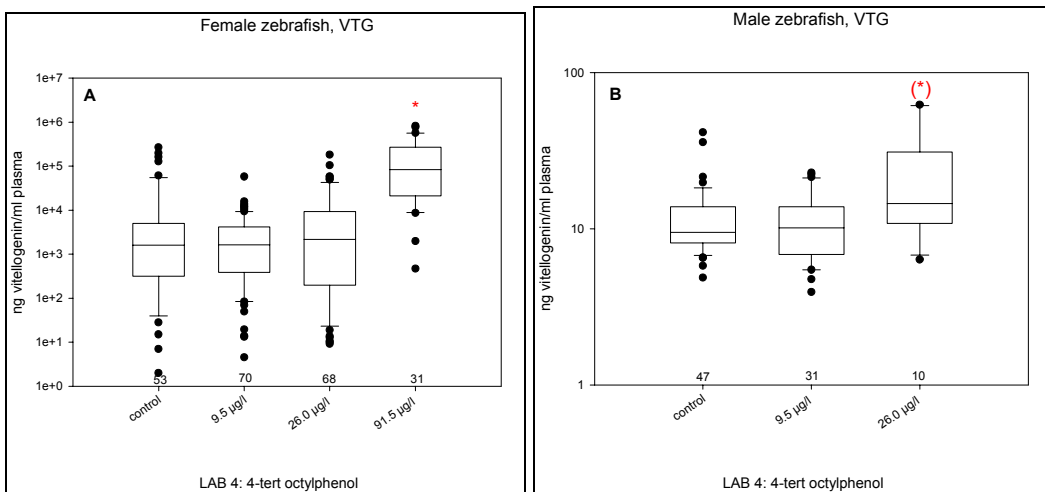 Female zebrafish, VTG
A
*
ng vitellogenin/ml plasma
1e+7
1e+6
1e+5
1e+4
1e+3
1e+2
1e+1
1e+0
53
70
68
31
control
9.5 µg/l
26.0 µg/l
91.5 µg/l
LAB 4: 4-tert octylphenol
Male zebrafish, VTG
B
(*)
ng vitellogenin/ml plasma
100
10
1
47
31
10
control
9.5 µg/l
26.0 µg/l
LAB 4: 4-tert octylphenol